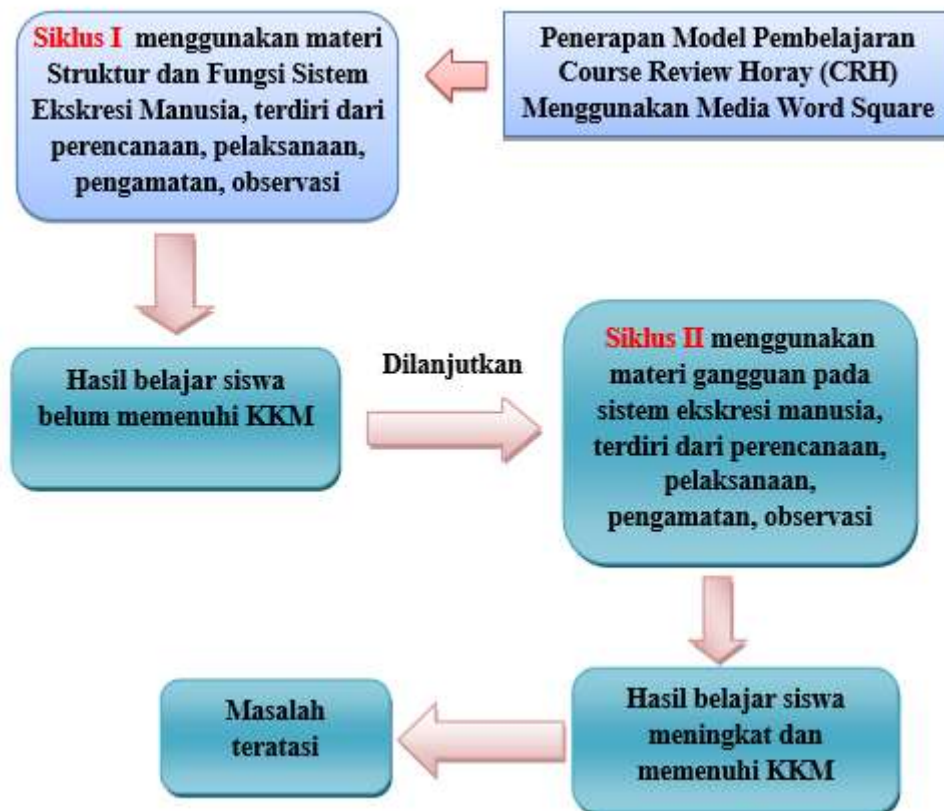 Penerapan Model Pembelajaran
Course Review Horay (CRH)
Menggunakan Media Word Square
Siklus I menggunakan materi
Struktur dan Fungsi Sistem
Ekskresi Manusia, terdiri dari
perencanaan, pelaksanaan,
pengamatan, observasi
Hasil belajar siswa
belum memenuhi KKM
Dilanjutkan
Siklus II menggunakan
materi gangguan pada
sistem ekskresi manusia,
terdiri dari perencanaan,
pelaksanaan,
pengamatan, observasi
Hasil belajar siswa
meningkat dan
memenuhi KKM
Masalah
teratasi